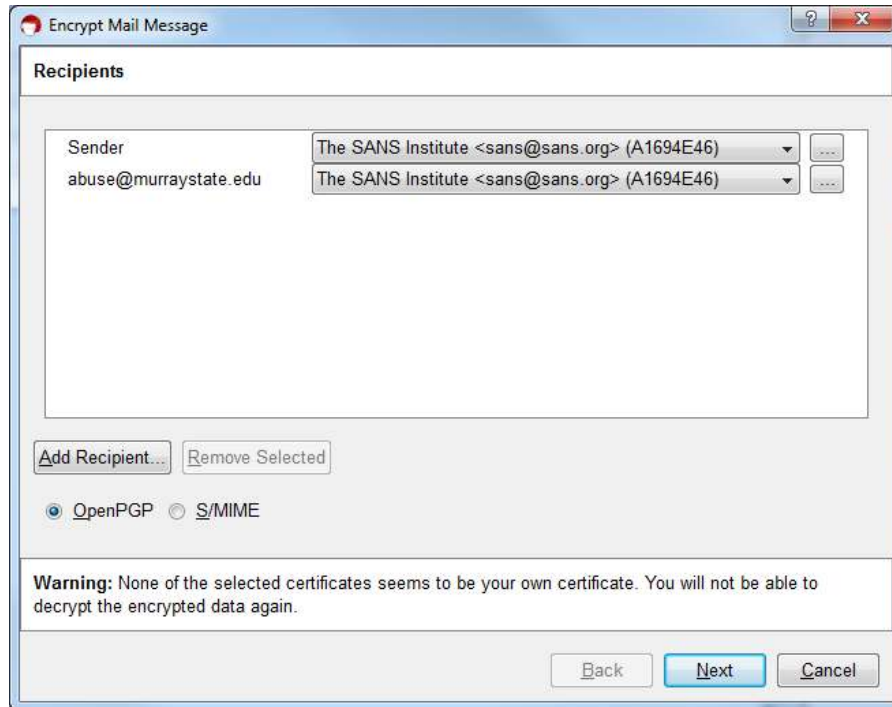 Encrypt Mail Message
Recipients
Sender The SANS Institute <sans@sans.org> (A1694E46) ...
abuse@murraystate.edu The SANS Institute <sans@sans.org> (A1694E46) ...
Add Recipient... Remove Selected
OpenPGP S/MIME
Warning: None of the selected certificates seems to be your own certificate. You will not be able to
decrypt the encrypted data again.
Back Next Cancel